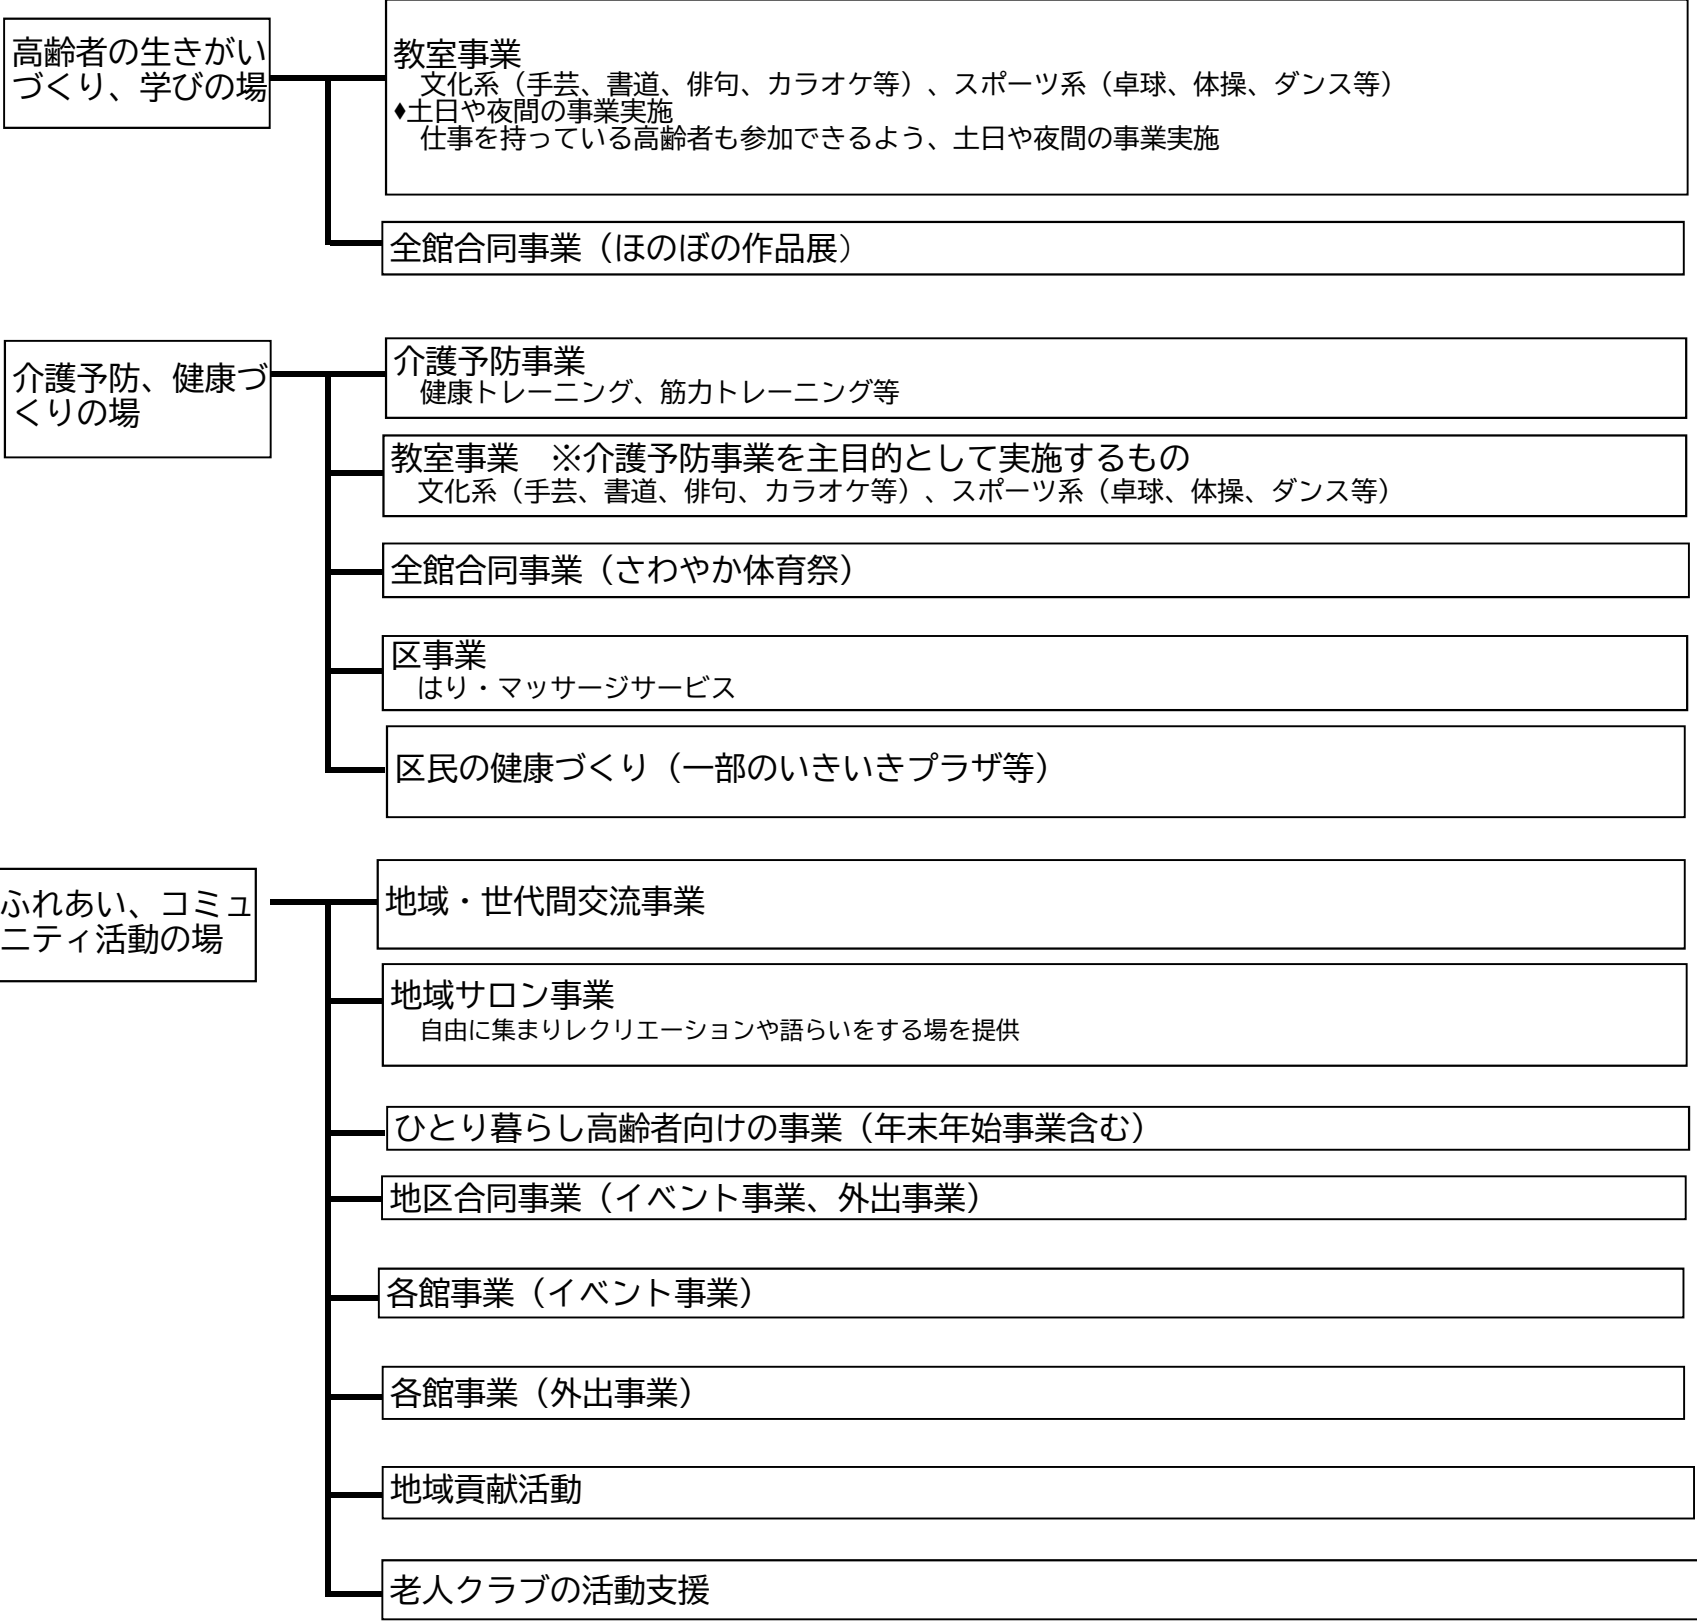 高齢者の生きがい
づくり、学びの場
教室事業
文化系（手芸、書道、俳句、カラオケ等）、スポーツ系（卓球、体操、ダンス等）
♦土日や夜間の事業実施
仕事を持っている高齢者も参加できるよう、土日や夜間の事業実施
全館合同事業（ほのぼの作品展）
介護予防、健康づ
くりの場
介護予防事業
健康トレーニング、筋力トレーニング等
教室事業　※介護予防事業を主目的として実施するもの
文化系（手芸、書道、俳句、カラオケ等）、スポーツ系（卓球、体操、ダンス等）
全館合同事業（さわやか体育祭）
区事業
はり・マッサージサービス
区民の健康づくり（一部のいきいきプラザ等）
ふれあい、コミュ
ニティ活動の場
地域・世代間交流事業
地域サロン事業
自由に集まりレクリエーションや語らいをする場を提供
ひとり暮らし高齢者向けの事業（年末年始事業含む）
地区合同事業（イベント事業、外出事業）
各館事業（イベント事業）
各館事業（外出事業）
地域貢献活動
老人クラブの活動支援